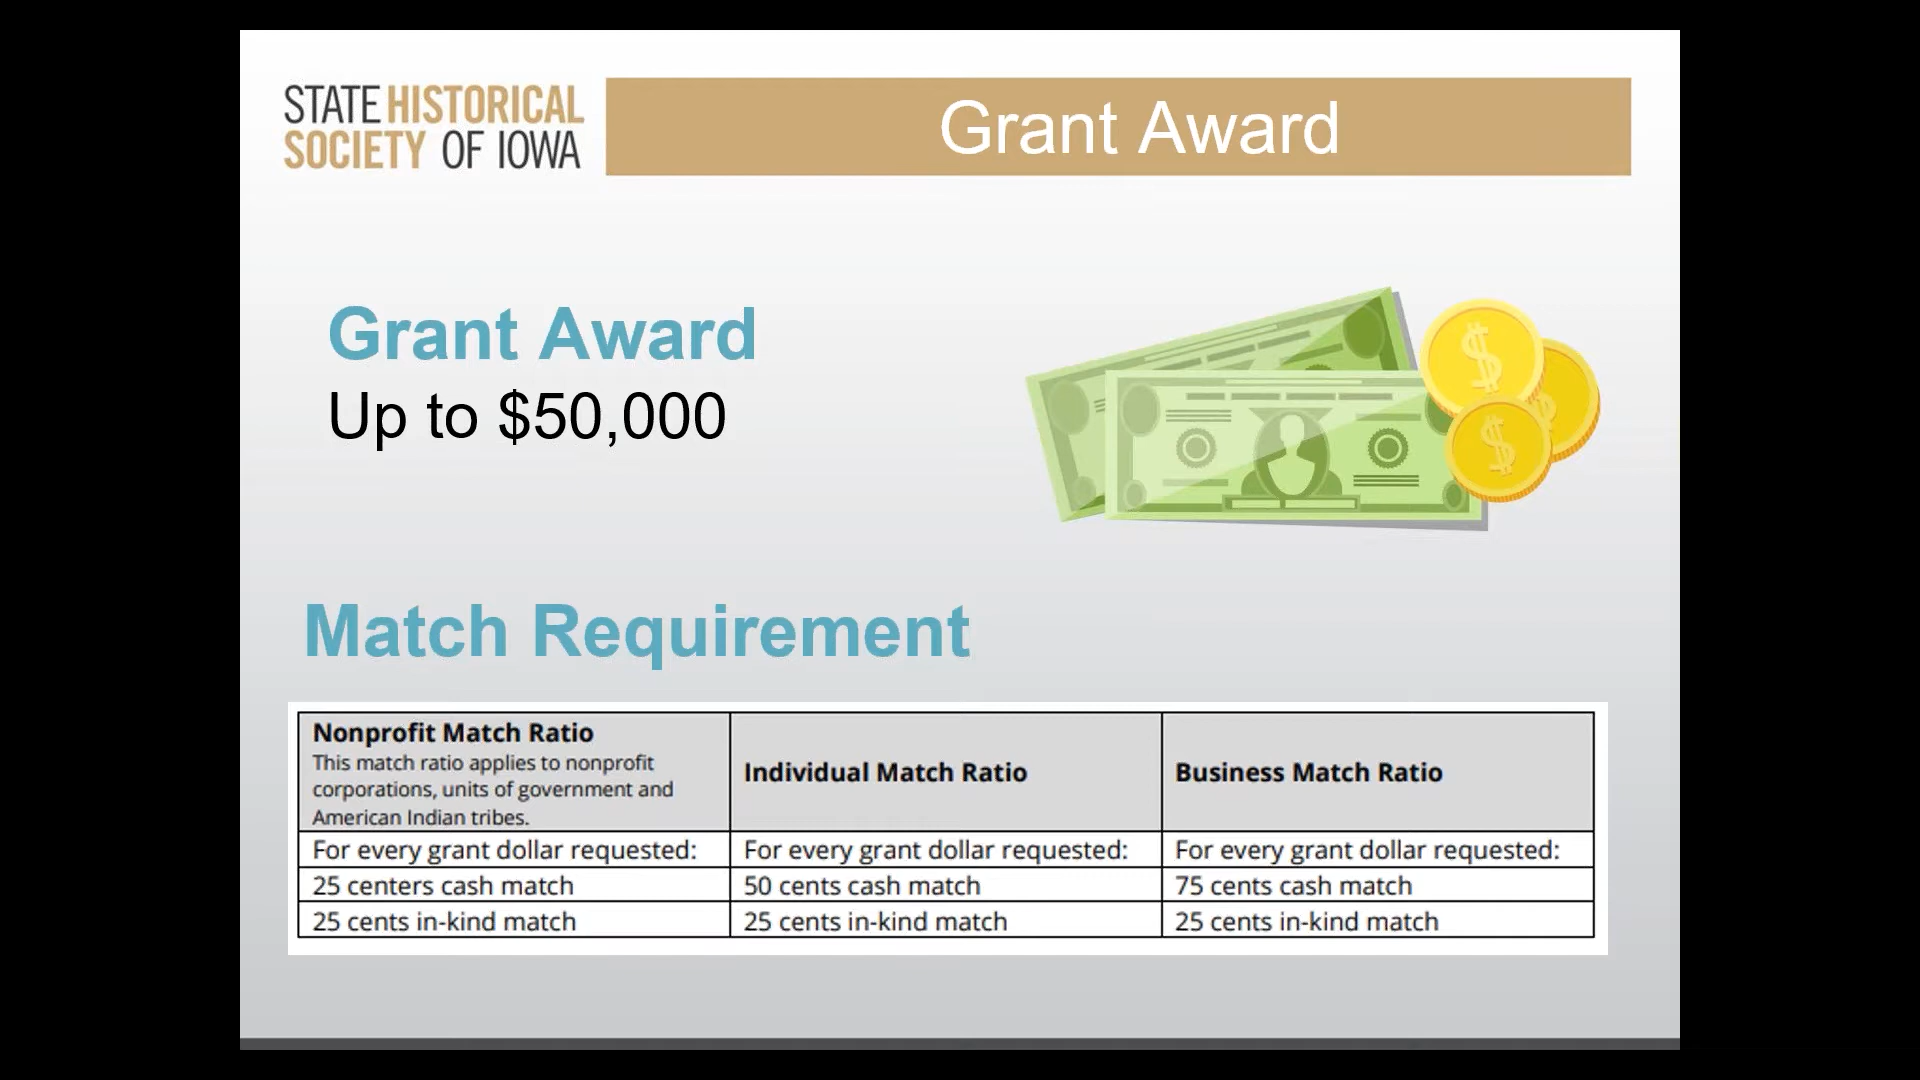 STATE HISTORICAL
SOCIETY OF IOWA
Grant Award
Grant Award
Up to $50,000
$
$
$
Match Requirement
Nonprofit Match Ratio
This match ratio applies to nonprofit
corporations, units of government and
American Indian tribes.
Individual Match Ratio
Business Match Ratio
For every grant dollar requested:
For every grant dollar requested:
For every grant dollar requested:
25 centers cash match
50 cents cash match
75 cents cash match
25 cents in-kind match
25 cents in-kind match
25 cents in-kind match